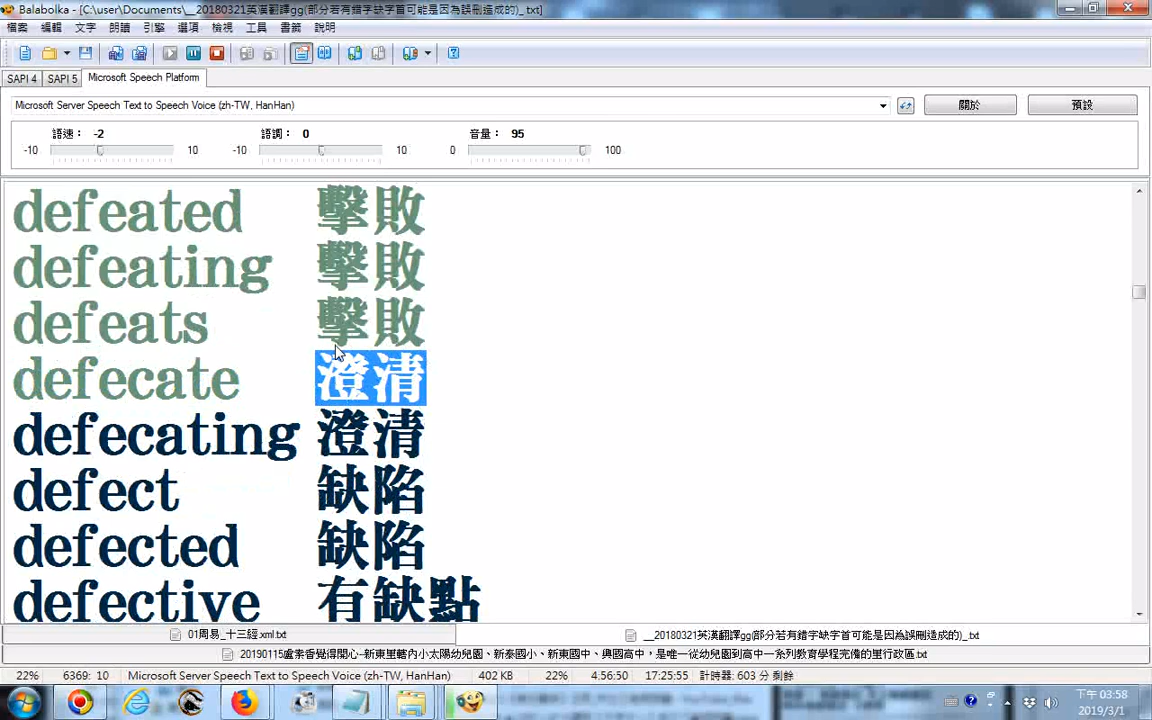 Balabolka - [C:\user\Documents\__20180321英漢翻譯gg(部分若有錯字缺字首可能是因為誤刪造成的)_.txt]
檔案 編輯 文字 朗讀 引擎 選項 檢視 工具 書籤 說明
SAPI 4 SAPI 5 Microsoft Speech Platform
Microsoft Server Speech Text to Speech Voice (zh-TW, HanHan) 關於 預設
語速： -2 語調： 0 音量： 95
-10 10 -10 10 0 100
defeated 擊敗
defeating 擊敗
defeats 擊敗
defecate 澄清
defecating 澄清
defect 缺陷
defected 缺陷
defective 有缺點
01周易_十三經.xml.txt __20180321英漢翻譯gg(部分若有錯字缺字首可能是因為誤刪造成的)_.txt
20190115盧素香覺得開心-新東里轄內小太陽幼兒園、新泰國小、新東國中、興國高中，是唯一從幼兒園到高中一系列教育學程完備的里行政區.txt
22% 6369: 10 Microsoft Server Speech Text to Speech Voice (zh-TW, HanHan) 402 KB 22% 4:56:50 17:25:55 計時器: 603 分 剩餘
下午 03:58
2019/3/1